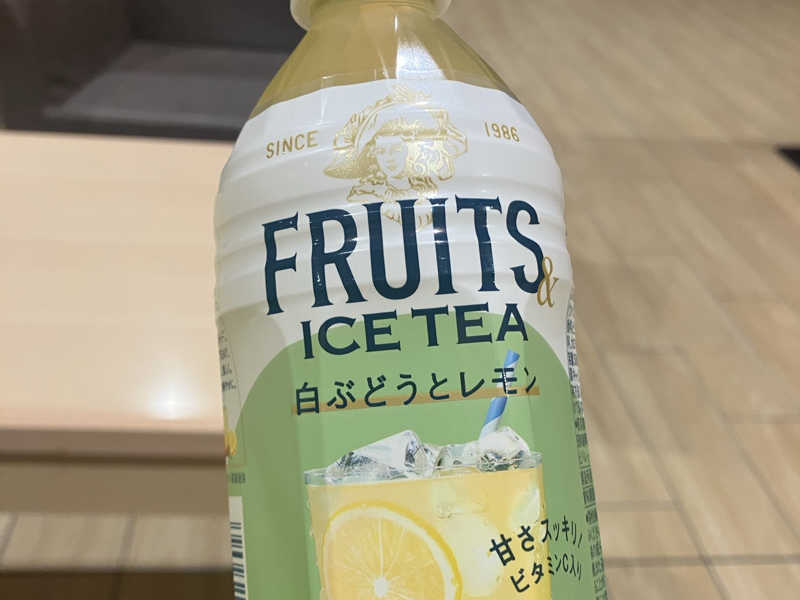 SINCE 1986
FRUITS
&
ICE TEA
白ぶどうとレモン
甘さスッキリ/
ビタミンC入り